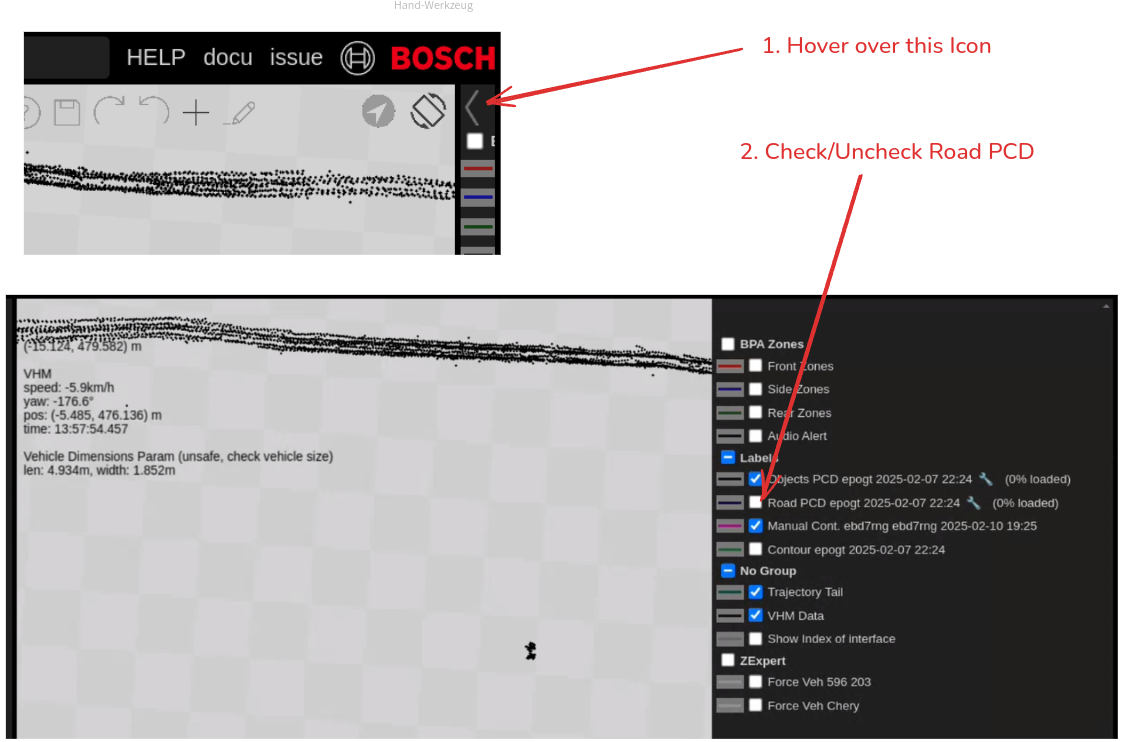 Hand-Werkzeug
HELP docu issue BOSCH
1. Hover over this Icon
2. Check/Uncheck Road PCD
(-15.124, 479.582) m
VHM
speed: -5.9km/h
yaw: -176.6°
pos: (-5.485, 476.136) m
time: 13:57:54.457
Vehicle Dimensions Param (unsafe, check vehicle size)
len: 4.934m, width: 1.852m
BPA Zones
Front Zones
Side Zones
Rear Zones
Audio Alert
Labels
Objects PCD epogt 2025-02-07 22:24 (0% loaded)
Road PCD epogt 2025-02-07 22:24 (0% loaded)
Manual Cont. ebd7rng ebd7rng 2025-02-10 19:25
Contour epogt 2025-02-07 22:24
No Group
Trajectory Tail
VHM Data
Show Index of interface
ZExpert
Force Veh 596 203
Force Veh Chery